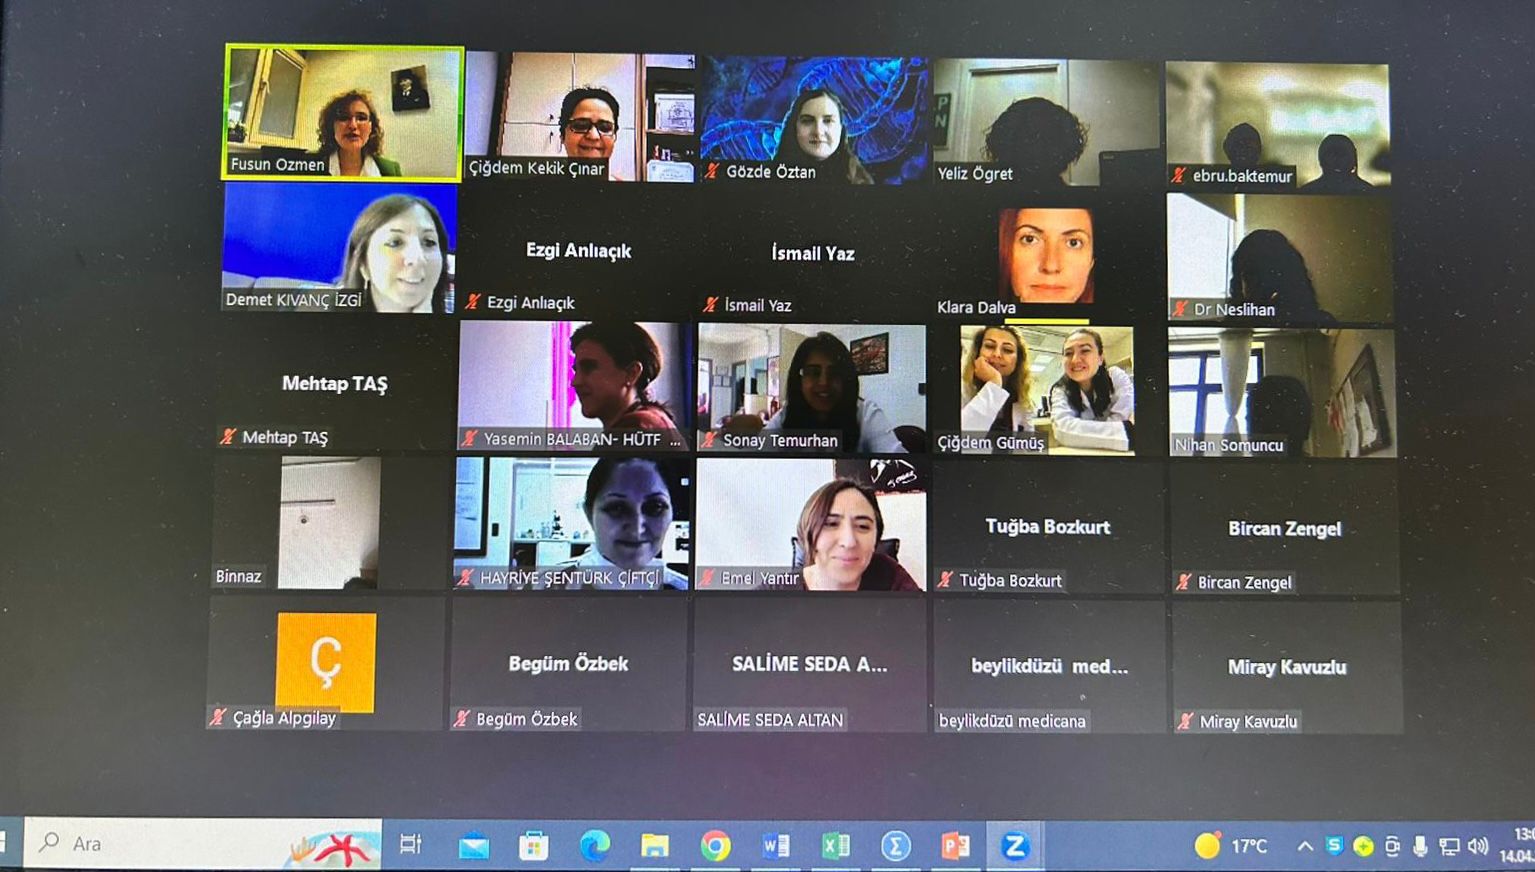 Fusun Ozmen
Çiğdem Kekik Çınar
Gözde Öztan
Yeliz Ögret
ebru.baktemur
Demet KIVANÇ İZGİ
Ezgi Anlıaçık
Ezgi Anlıaçık
İsmail Yaz
İsmail Yaz
Klara Dalva
Dr Neslihan
Mehtap TAŞ
Mehtap TAŞ
Yasemin BALABAN- HÜTF ...
Sonay Temurhan
Çiğdem Gümüş
Nihan Somuncu
Binnaz
HAYRİYE ŞENTÜRK ÇİFTÇİ
Emel Yantır
Tuğba Bozkurt
Tuğba Bozkurt
Bircan Zengel
Bircan Zengel
Ç
Çağla Alpgilay
Begüm Özbek
Begüm Özbek
SALİME SEDA A...
SALİME SEDA ALTAN
beylikdüzü med...
beylikdüzü medicana
Miray Kavuzlu
Miray Kavuzlu
Ara
17°C
14.04.